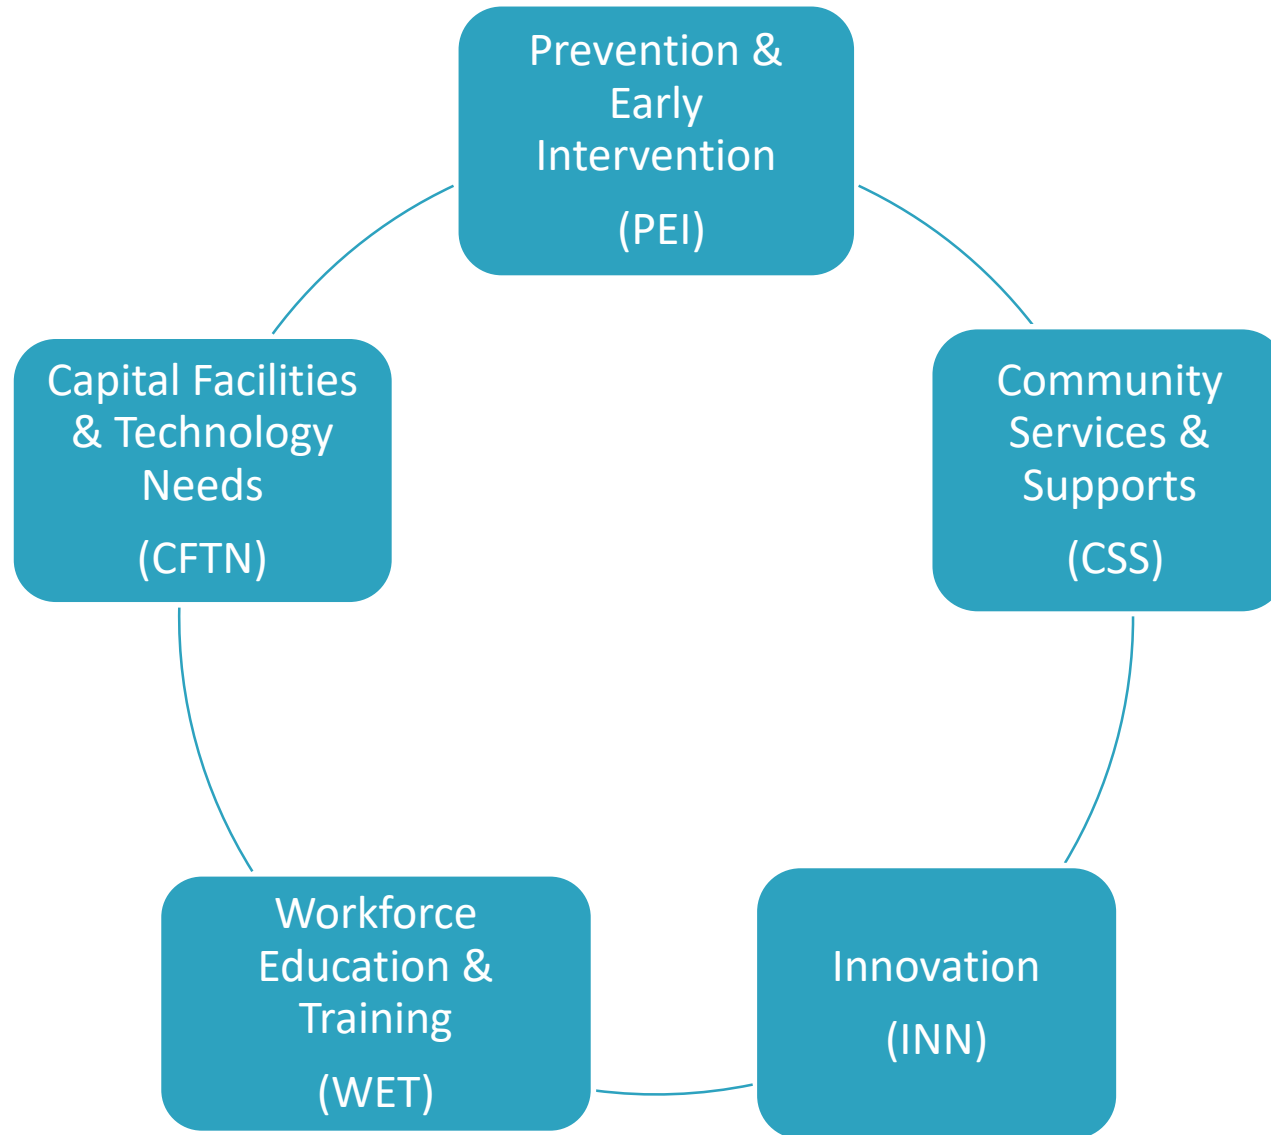 Prevention &
Early
Intervention
(PEI)
Community
Services &
Supports
(CSS)
Innovation
(INN)
Workforce
Education &
Training
(WET)
Capital Facilities
& Technology
Needs
(CFTN)